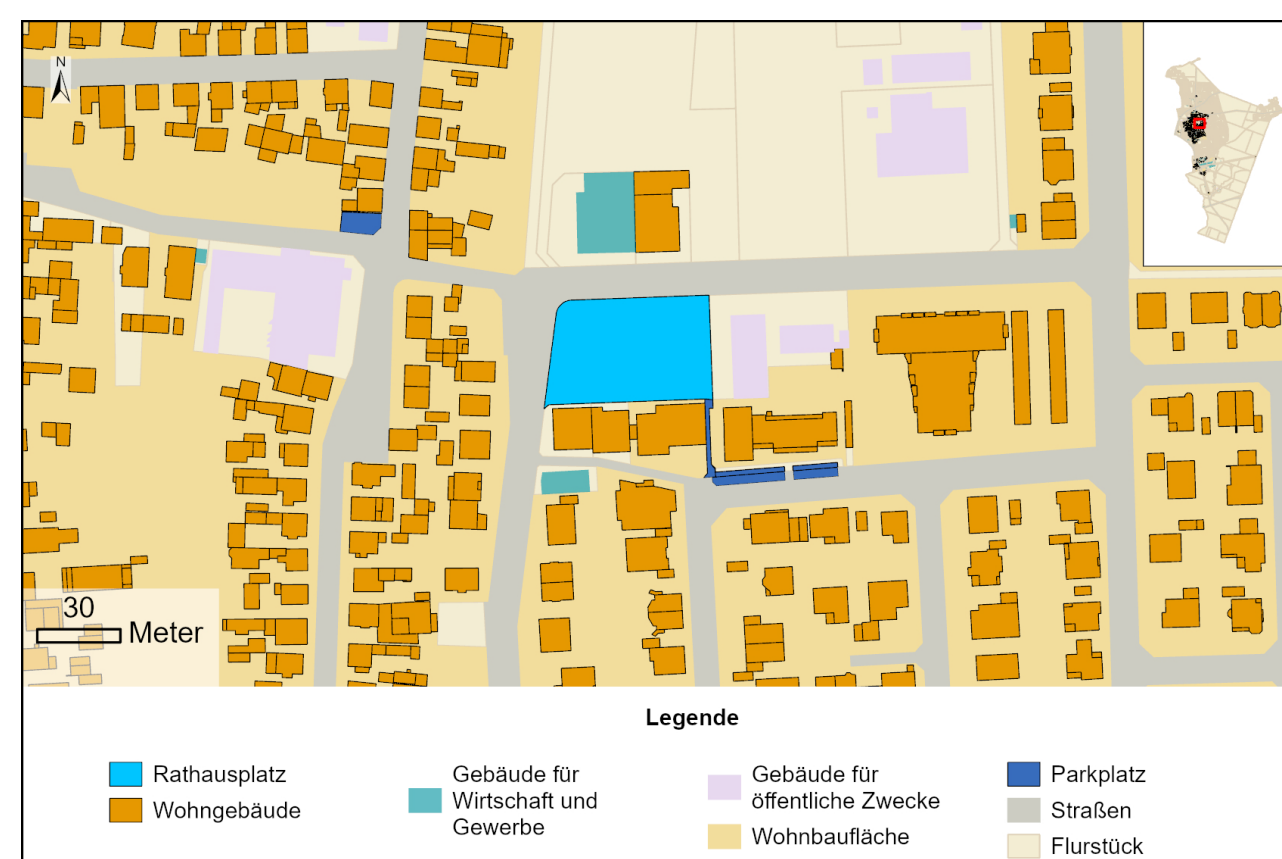 N
30
Meter
Legende
Rathausplatz
Wohngebäude
Gebäude für
Wirtschaft und
Gewerbe
Gebäude für
öffentliche Zwecke
Wohnbaufläche
Parkplatz
Straßen
Flurstück